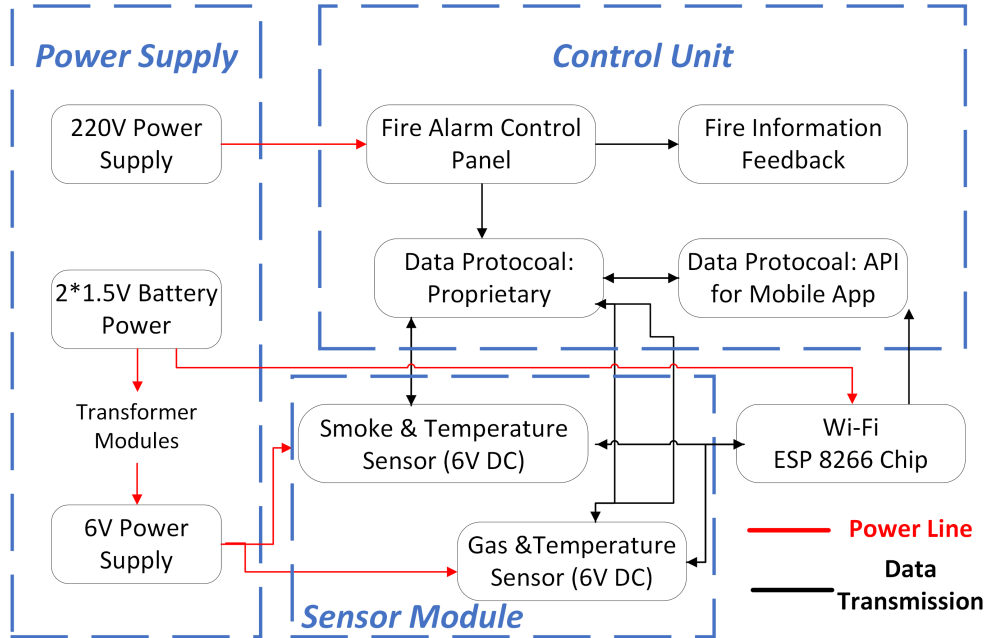 Power Supply
Control Unit
220V Power
Supply
Fire Alarm Control
Panel
Fire Information
Feedback
2*1.5V Battery
Power
Data Protocoal:
Proprietary
Data Protocoal: API
for Mobile App
Transformer
Modules
Smoke & Temperature
Sensor (6V DC)
Wi-Fi
ESP 8266 Chip
6V Power
Supply
Gas &Temperature
Sensor (6V DC)
Sensor Module
Power Line
Data
Transmission